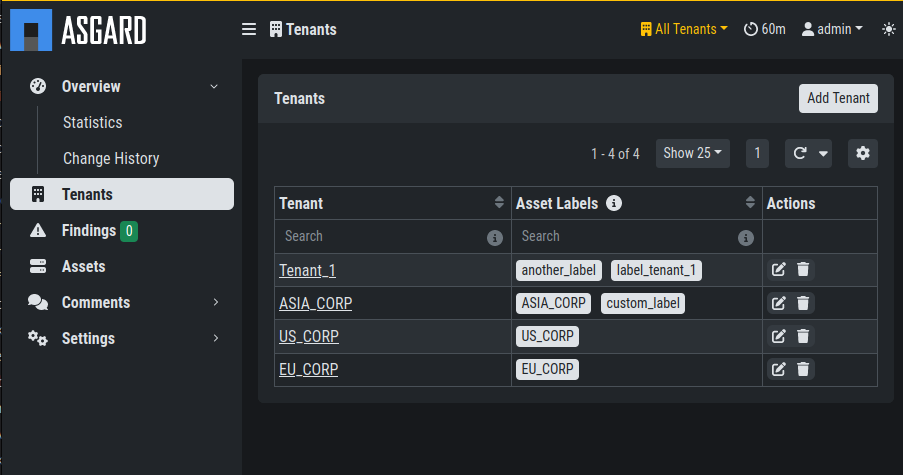 ASGARD
Tenants
All Tenants
60m
admin
Overview
Statistics
Change History
Tenants
Findings 0
Assets
Comments
Settings
Tenants
Add Tenant
1 - 4 of 4
Show 25
1
Tenant
Asset Labels
Actions
Search
Search
Tenant_1
another_label label_tenant_1
ASIA_CORP
ASIA_CORP custom_label
US_CORP
US_CORP
EU_CORP
EU_CORP